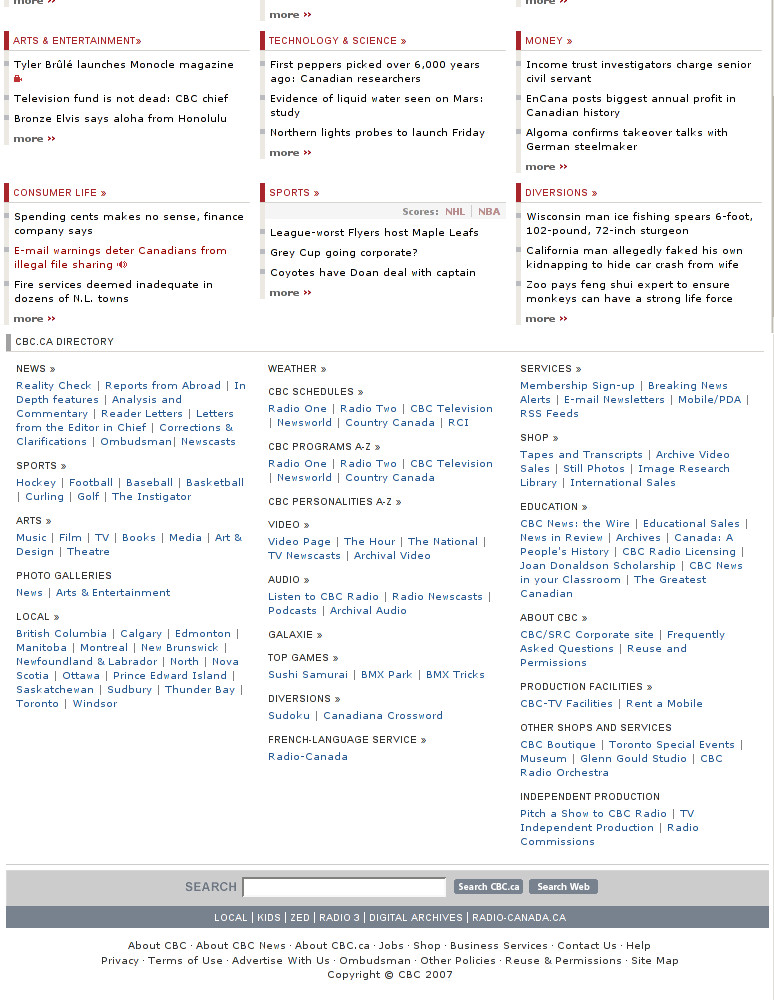 more »
more »
more »
ARTS & ENTERTAINMENT»
Tyler Brûlé launches Monocle magazine
Television fund is not dead: CBC chief
Bronze Elvis says aloha from Honolulu
more »
TECHNOLOGY & SCIENCE »
First peppers picked over 6,000 years
ago: Canadian researchers
Evidence of liquid water seen on Mars:
study
Northern lights probes to launch Friday
more »
MONEY »
Income trust investigators charge senior
civil servant
EnCana posts biggest annual profit in
Canadian history
Algoma confirms takeover talks with
German steelmaker
more »
CONSUMER LIFE »
Spending cents makes no sense, finance
company says
E-mail warnings deter Canadians from
illegal file sharing
Fire services deemed inadequate in
dozens of N.L. towns
more »
SPORTS »
Scores: NHL | NBA
League-worst Flyers host Maple Leafs
Grey Cup going corporate?
Coyotes have Doan deal with captain
more »
DIVERSIONS »
Wisconsin man ice fishing spears 6-foot,
102-pound, 72-inch sturgeon
California man allegedly faked his own
kidnapping to hide car crash from wife
Zoo pays feng shui expert to ensure
monkeys can have a strong life force
more »
CBC.CA DIRECTORY
NEWS »
Reality Check | Reports from Abroad | In
Depth features | Analysis and
Commentary | Reader Letters | Letters
from the Editor in Chief | Corrections &
Clarifications | Ombudsman| Newscasts
SPORTS »
Hockey | Football | Baseball | Basketball
| Curling | Golf | The Instigator
ARTS »
Music | Film | TV | Books | Media | Art &
Design | Theatre
PHOTO GALLERIES
News | Arts & Entertainment
LOCAL »
British Columbia | Calgary | Edmonton |
Manitoba | Montreal | New Brunswick |
Newfoundland & Labrador | North | Nova
Scotia | Ottawa | Prince Edward Island |
Saskatchewan | Sudbury | Thunder Bay |
Toronto | Windsor
WEATHER »
CBC SCHEDULES »
Radio One | Radio Two | CBC Television
| Newsworld | Country Canada | RCI
CBC PROGRAMS A-Z »
Radio One | Radio Two | CBC Television
| Newsworld | Country Canada
CBC PERSONALITIES A-Z »
VIDEO »
Video Page | The Hour | The National |
TV Newscasts | Archival Video
AUDIO »
Listen to CBC Radio | Radio Newscasts |
Podcasts | Archival Audio
GALAXIE »
TOP GAMES »
Sushi Samurai | BMX Park | BMX Tricks
DIVERSIONS »
Sudoku | Canadiana Crossword
FRENCH-LANGUAGE SERVICE »
Radio-Canada
SERVICES »
Membership Sign-up | Breaking News
Alerts | E-mail Newsletters | Mobile/PDA |
RSS Feeds
SHOP »
Tapes and Transcripts | Archive Video
Sales | Still Photos | Image Research
Library | International Sales
EDUCATION »
CBC News: the Wire | Educational Sales |
News in Review | Archives | Canada: A
People's History | CBC Radio Licensing |
Joan Donaldson Scholarship | CBC News
in your Classroom | The Greatest
Canadian
ABOUT CBC »
CBC/SRC Corporate site | Frequently
Asked Questions | Reuse and
Permissions
PRODUCTION FACILITIES »
CBC-TV Facilities | Rent a Mobile
OTHER SHOPS AND SERVICES
CBC Boutique | Toronto Special Events |
Museum | Glenn Gould Studio | CBC
Radio Orchestra
INDEPENDENT PRODUCTION
Pitch a Show to CBC Radio | TV
Independent Production | Radio
Commissions
SEARCH Search CBC.ca Search Web
LOCAL | KIDS | ZED | RADIO 3 | DIGITAL ARCHIVES | RADIO-CANADA.CA
About CBC · About CBC News · About CBC.ca · Jobs · Shop · Business Services · Contact Us · Help
Privacy · Terms of Use · Advertise With Us · Ombudsman · Other Policies · Reuse & Permissions · Site Map
Copyright © CBC 2007